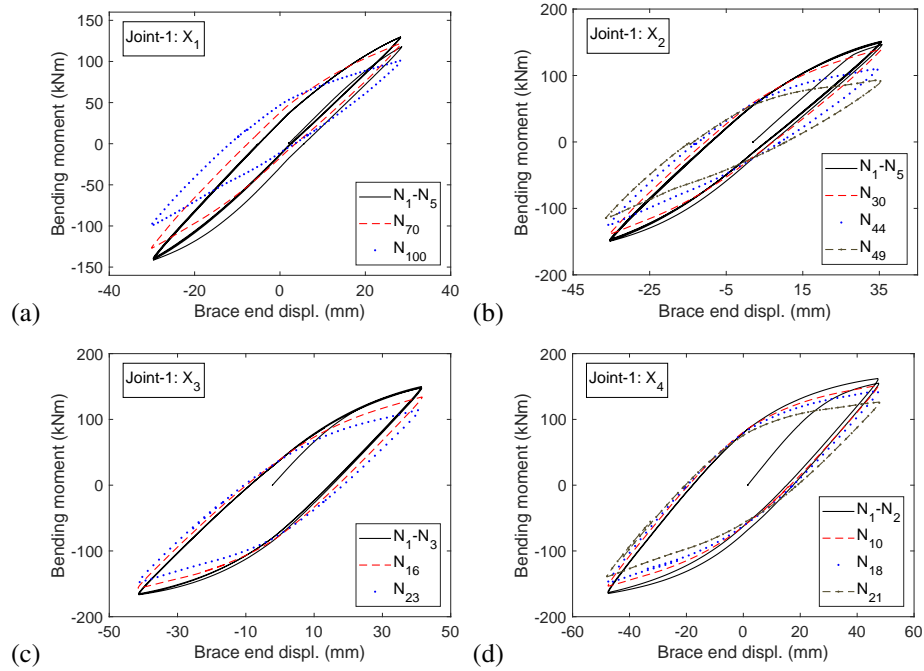 Joint-1: X1
Bending moment (kNm)
150
100
50
0
-50
-100
-150
-40
-20
0
20
40
Brace end displ. (mm)
N1-N5
N70
N100
(a)
Joint-1: X2
Bending moment (kNm)
200
100
0
-100
-200
-45
-25
-5
15
35
Brace end displ. (mm)
N1-N5
N30
N44
N49
(b)
Joint-1: X3
Bending moment (kNm)
200
100
0
-100
-200
-50
-30
-10
10
30
50
Brace end displ. (mm)
N1-N3
N16
N23
(c)
Joint-1: X4
Bending moment (kNm)
200
100
0
-100
-200
-60
-40
-20
0
20
40
60
Brace end displ. (mm)
N1-N2
N10
N18
N21
(d)